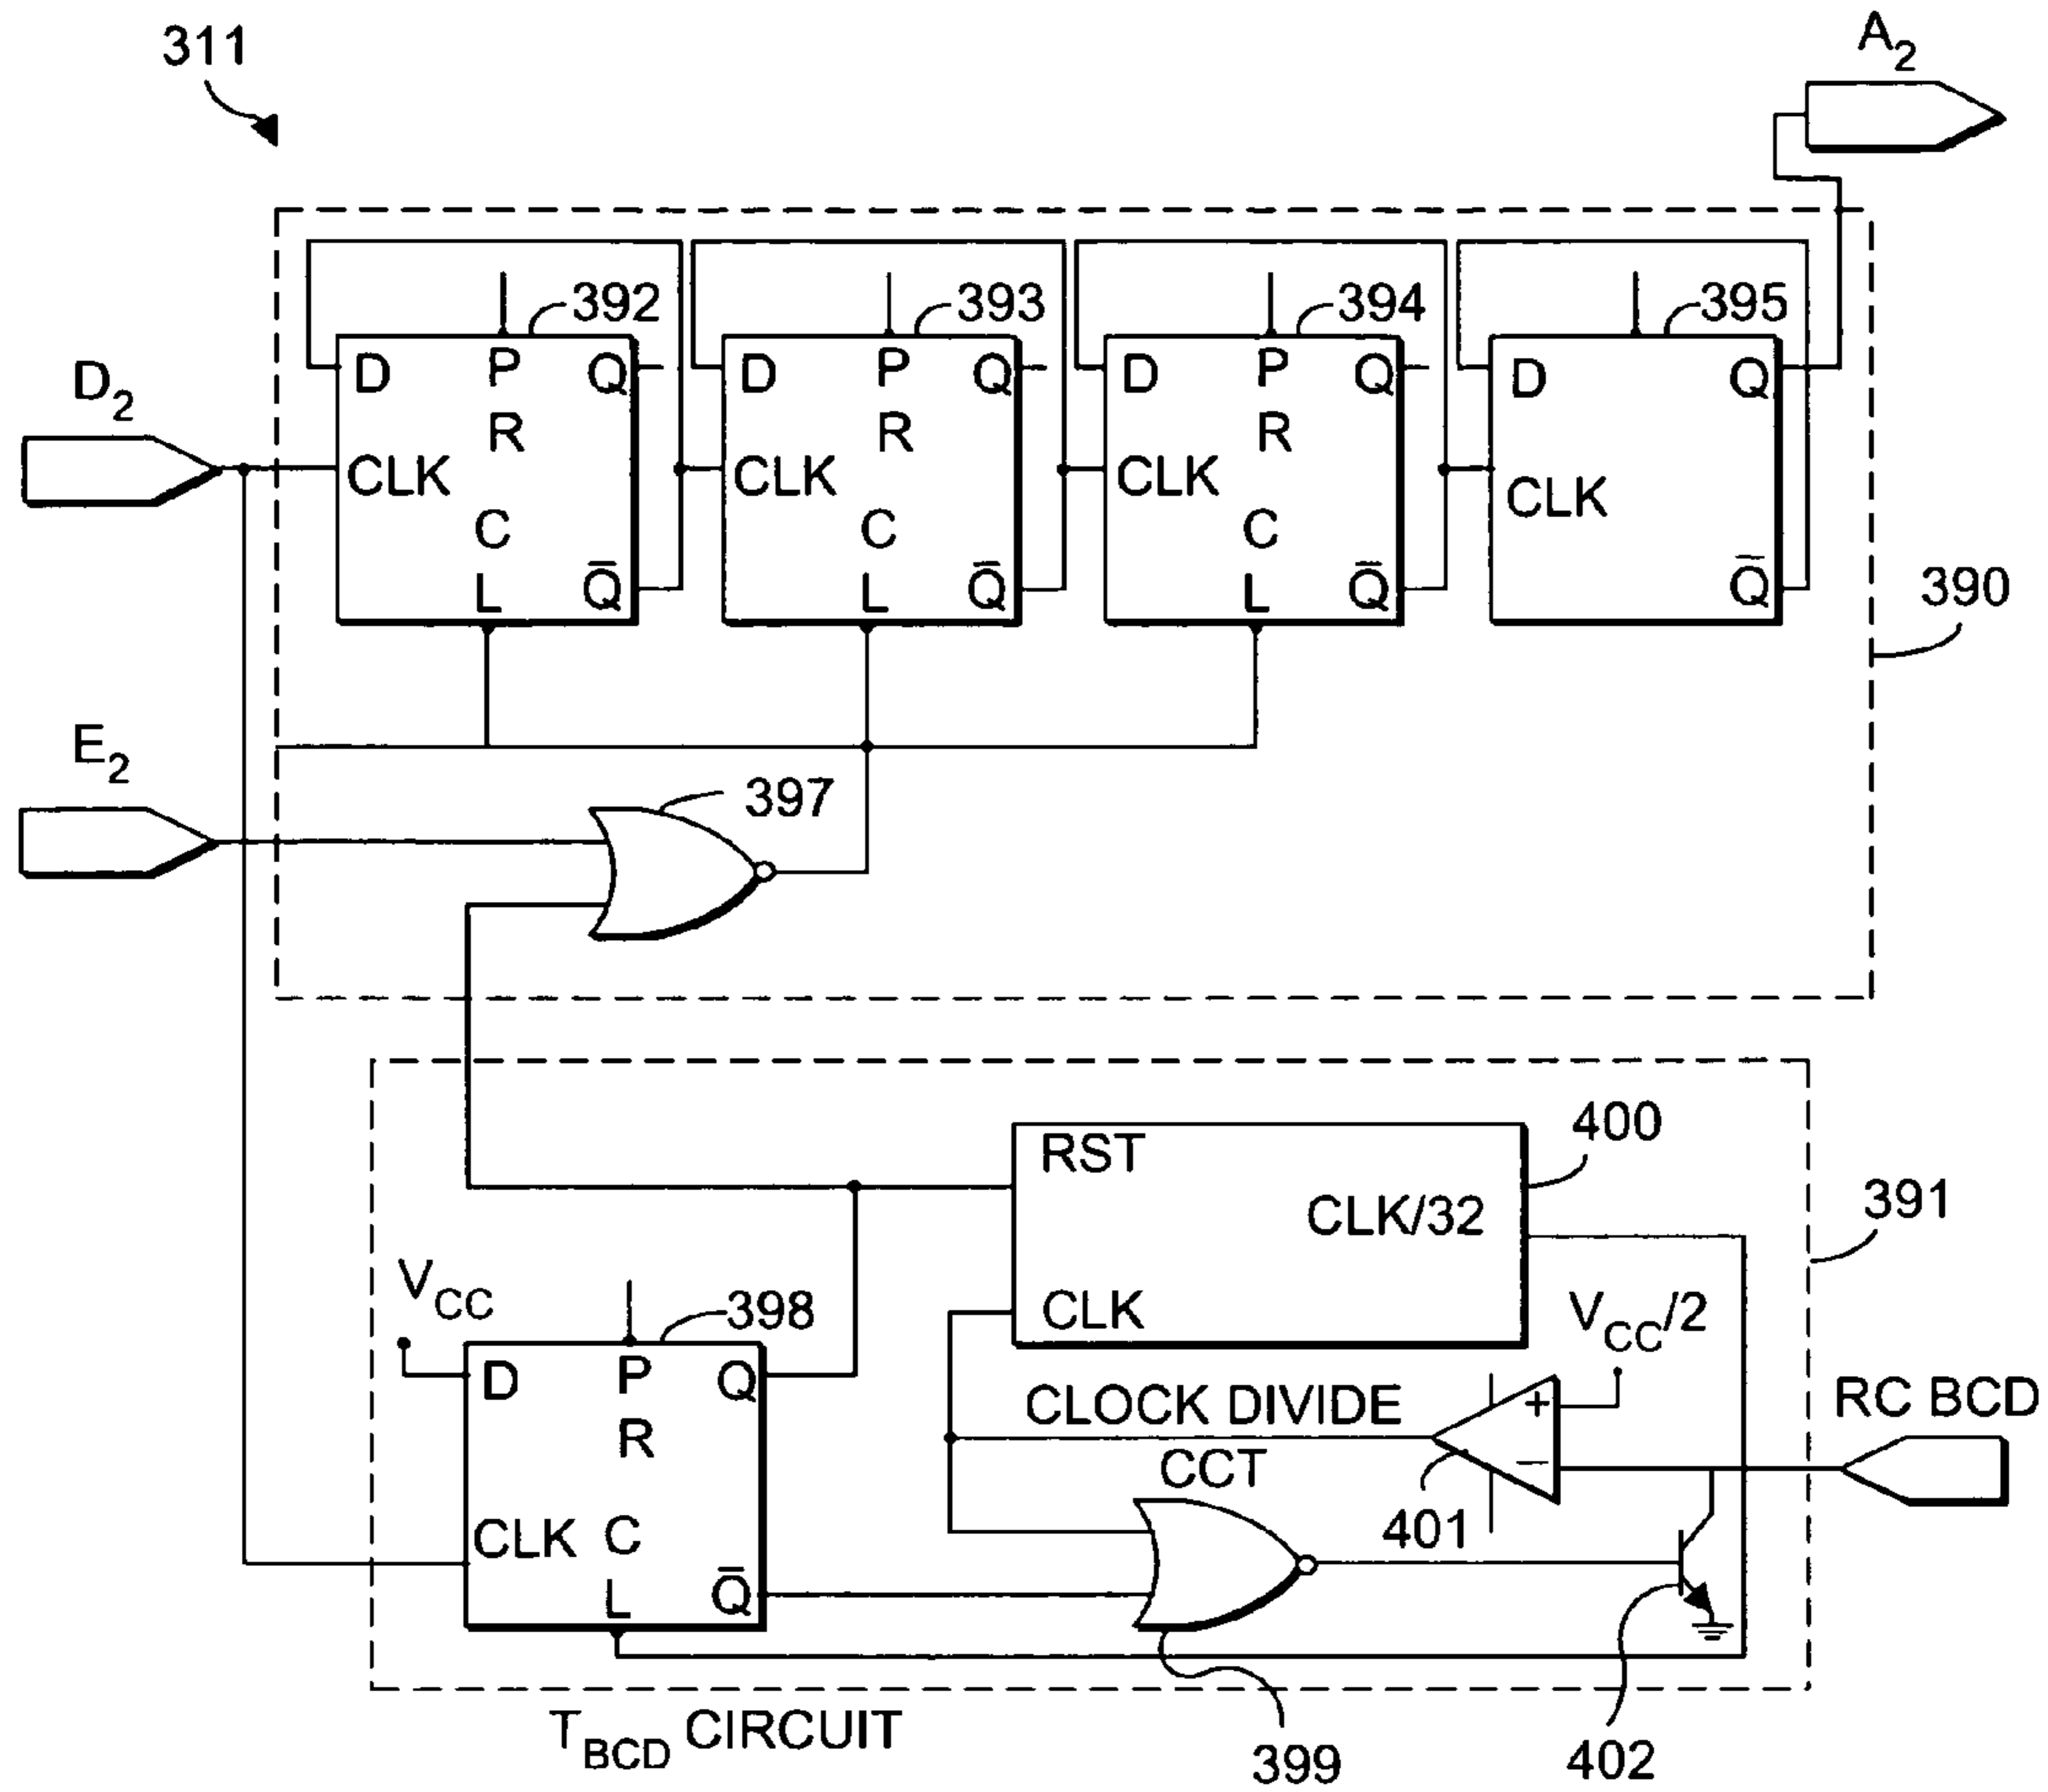 311
A2
392
393
394
395
D P Q
D P Q
D P Q
D Q
R
R
R
D2
CLK
CLK
CLK
CLK
C
C
C
L Q̅
L Q̅
L Q̅
Q̅
390
E2
397
RST
400
CLK/32
391
CLK
VCC
398
VCC/2
D P Q
R
CLOCK DIVIDE
CCT
+
−
RC BCD
401
CLK C
L Q̅
TBCD CIRCUIT
399
402